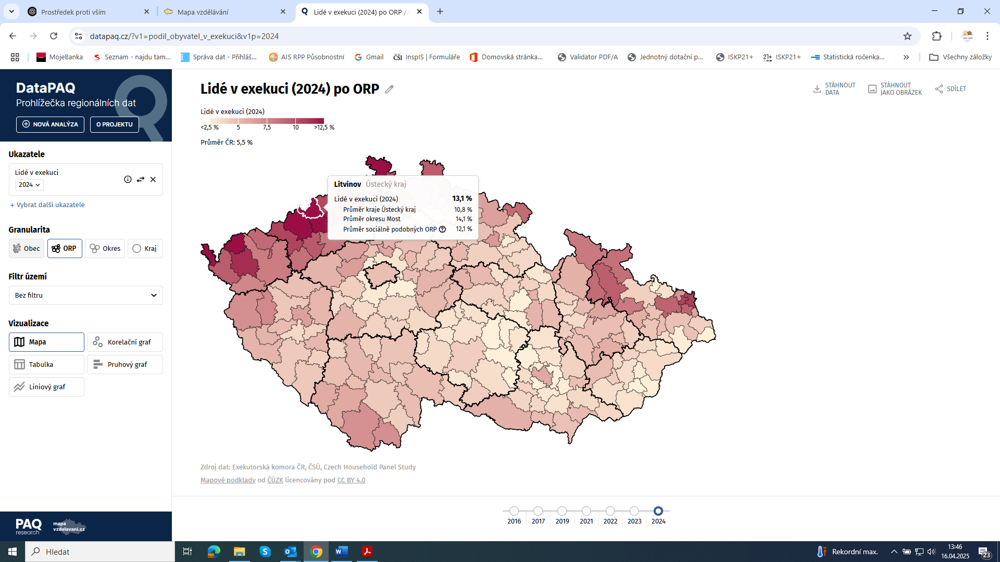 Prostředek proti vším
Mapa vzdělávání
Lidé v exekuci (2024) po ORP /
datapaq.cz/?v1=podil_obyvatel_v_exekuci&v1p=2024
MojeBanka
Seznam - najdu tam...
Správa dat - Přihláš...
AIS RPP Působnostní
Gmail
ČŠI InspIS | Formuláře
Domovská stránka...
Validator PDF/A
Jednotný dotační p...
ISKP21+
21+ ISKP21+
Statistická ročenka...
Všechny záložky
DataPAQ
Prohlížečka regionálních dat
NOVÁ ANALÝZA
O PROJEKTU
Ukazatele
Lidé v exekuci
2024
+ Vybrat další ukazatele
Granularita
Obec
ORP
Okres
Kraj
Filtr území
Bez filtru
Vizualizace
Mapa
Korelační graf
Tabulka
Pruhový graf
Liniový graf
PAQ
research
mapa
vzdelavani.cz
Lidé v exekuci (2024) po ORP
STÁHNOUT
DATA
STÁHNOUT
JAKO OBRÁZEK
SDÍLET
Lidé v exekuci (2024)
<2,5 % 5 7,5 10 >12,5 %
Průměr ČR: 5,5 %
Litvínov Ústecký kraj
Lidé v exekuci (2024) 13,1 %
Průměr kraje Ústecký kraj 10,8 %
Průměr okresu Most 14,1 %
Průměr sociálně podobných ORP ? 12,1 %
Zdroj dat: Exekutorská komora ČR, ČSÚ, Czech Household Panel Study
Mapové podklady od ČÚZK licencovány pod CC BY 4.0
2016 2017 2019 2021 2022 2023 2024
Hledat
Rekordní max.
13:46
16.04.2025
23